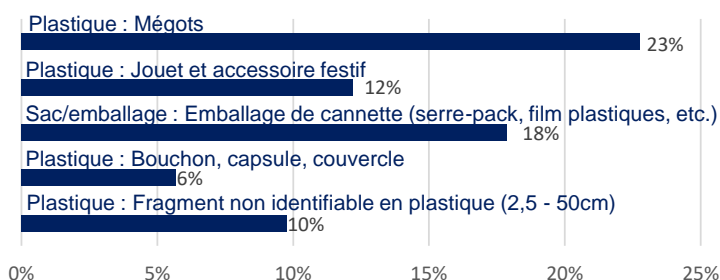 Plastique : Mégots
23%
Plastique : Jouet et accessoire festif
12%
Sac/emballage : Emballage de cannette (serre-pack, film plastiques, etc.)
18%
Plastique : Bouchon, capsule, couvercle
6%
Plastique : Fragment non identifiable en plastique (2,5 - 50cm)
10%
0% 5% 10% 15% 20% 25%